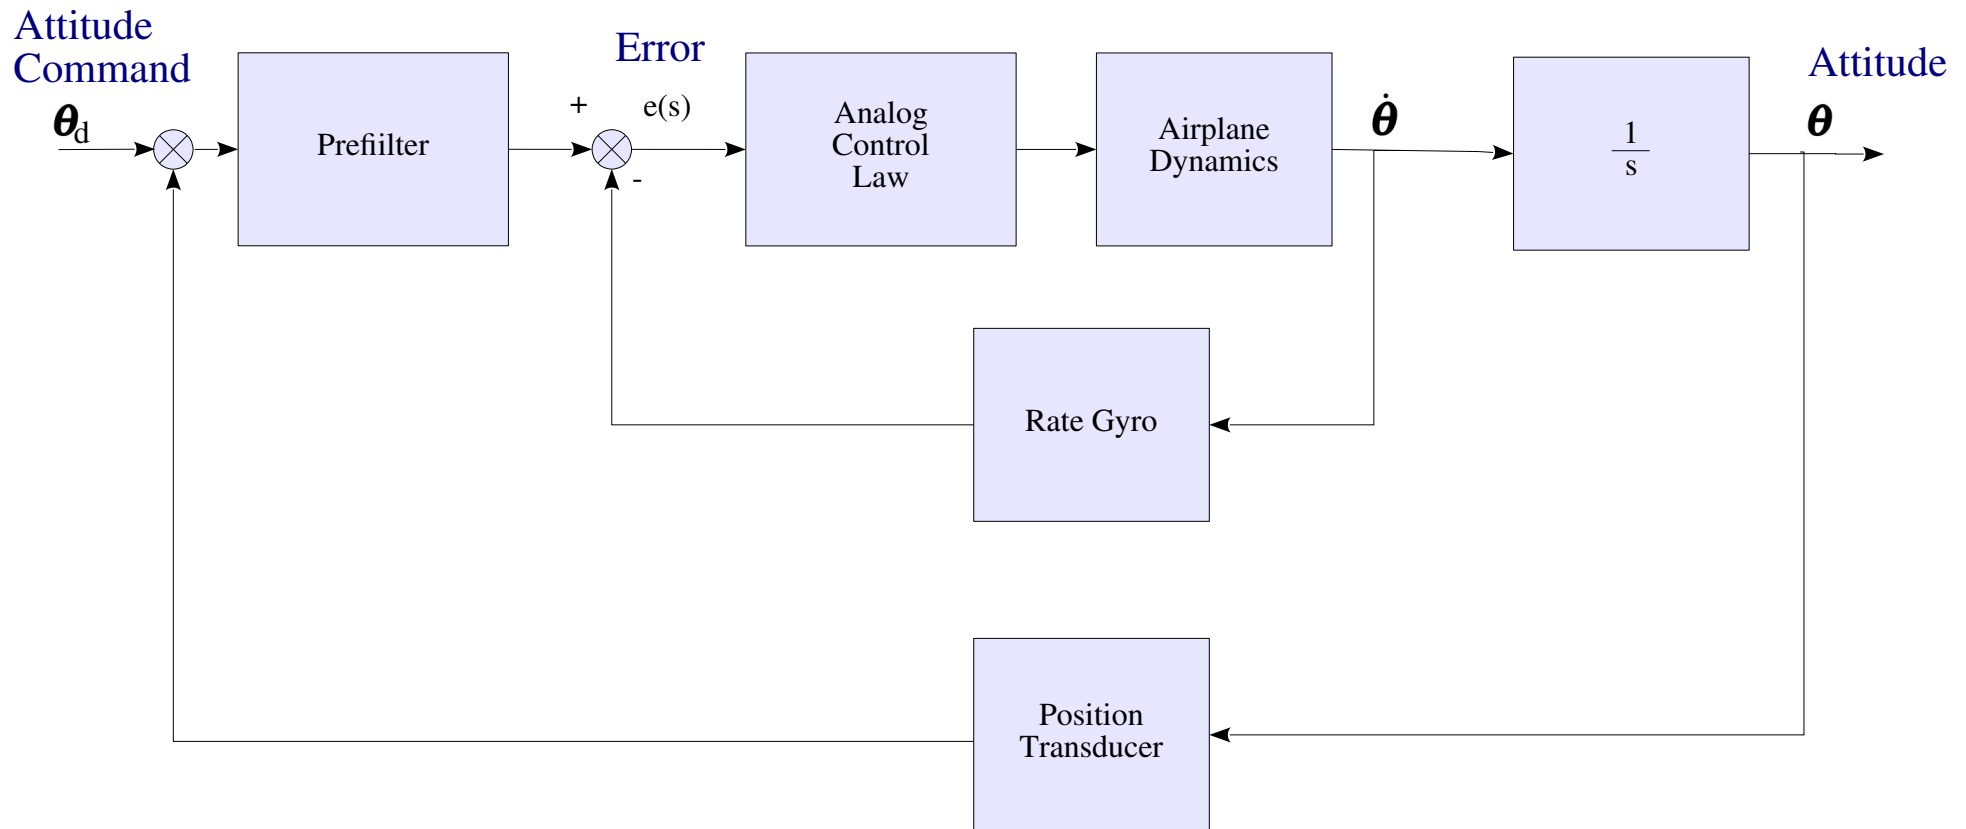 Attitude
Command
θd
Prefiilter
Error
+
e(s)
-
Analog
Control
Law
Airplane
Dynamics
θ̇
1
s
Attitude
θ
Rate Gyro
Position
Transducer